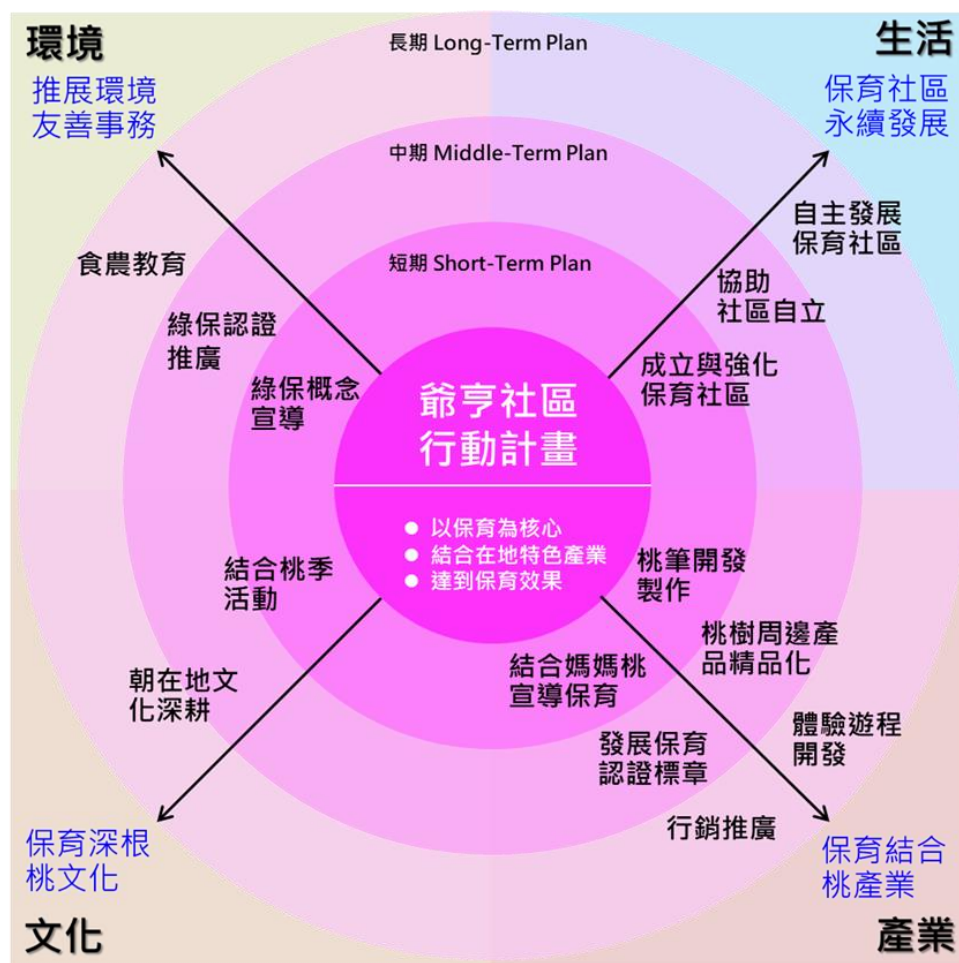 環境
推展環境
友善事務
長期 Long-Term Plan
生活
保育社區
永續發展
中期 Middle-Term Plan
短期 Short-Term Plan
食農教育
綠保認證
推廣
綠保概念
宣導
自主發展
保育社區
協助
社區自立
成立與強化
保育社區
爺亨社區
行動計畫
● 以保育為核心
● 結合在地特色產業
● 達到保育效果
結合桃季
活動
朝在地文
化深耕
保育深根
桃文化
文化
桃筆開發
製作
桃樹周邊產
品精品化
體驗遊程
開發
結合媽媽桃
宣導保育
發展保育
認證標章
行銷推廣
保育結合
桃產業
產業